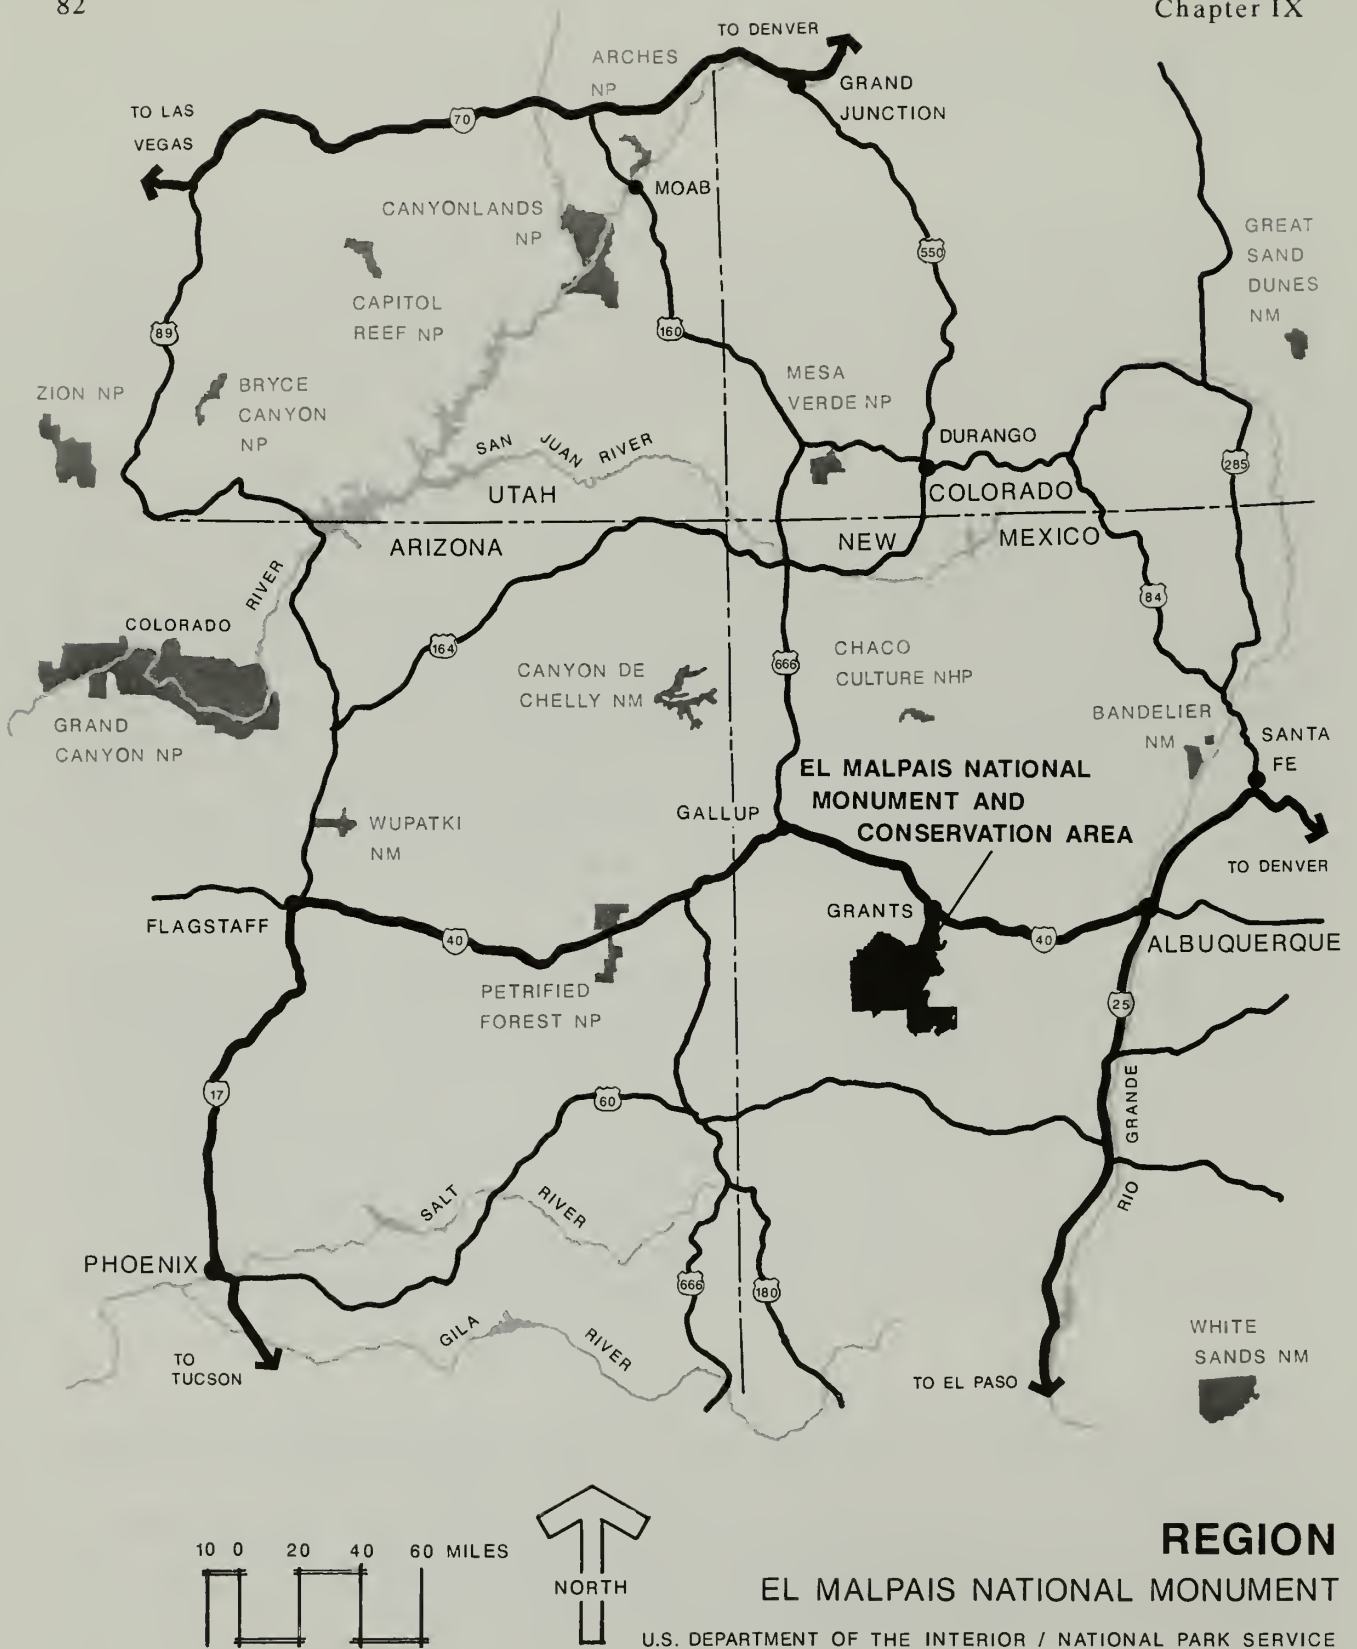 82
Chapter IX
TO DENVER
ARCHES
NP
GRAND
JUNCTION
TO LAS
VEGAS
70
MOAB
CANYONLANDS
NP
550
GREAT
SAND
DUNES
NM
CAPITOL
REEF NP
89
160
ZION NP
BRYCE
CANYON
NP
MESA
VERDE NP
SAN JUAN RIVER
DURANGO
285
UTAH
COLORADO
ARIZONA
NEW MEXICO
RIVER
84
COLORADO
164
CANYON DE
CHELLY NM
666
CHACO
CULTURE NHP
GRAND
CANYON NP
BANDELIER
NM
SANTA
FE
EL MALPAIS NATIONAL
MONUMENT AND
CONSERVATION AREA
GALLUP
WUPATKI
NM
TO DENVER
FLAGSTAFF
GRANTS
40
40
ALBUQUERQUE
PETRIFIED
FOREST NP
25
17
60
GRANDE
RIO
SALT RIVER
PHOENIX
666
180
GILA RIVER
WHITE
SANDS NM
TO
TUCSON
TO EL PASO
10 0 20 40 60 MILES
NORTH
REGION
EL MALPAIS NATIONAL MONUMENT
U.S. DEPARTMENT OF THE INTERIOR / NATIONAL PARK SERVICE